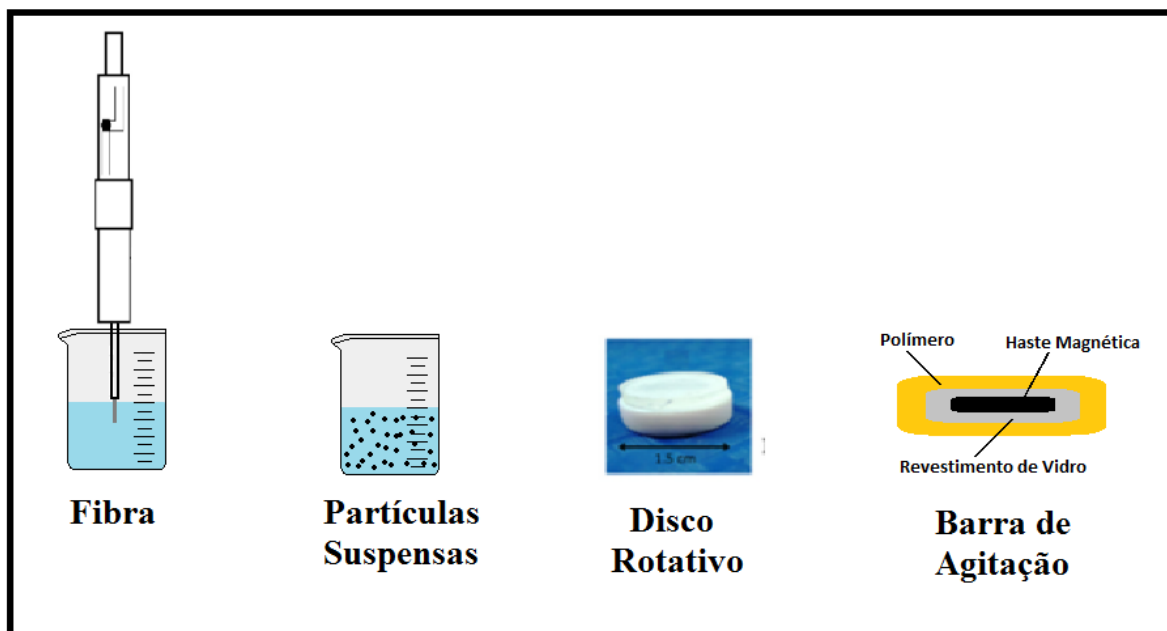 Polímero
Haste Magnética
1.5 cm
Revestimento de Vidro
Fibra
Partículas
Suspensas
Disco
Rotativo
Barra de
Agitação